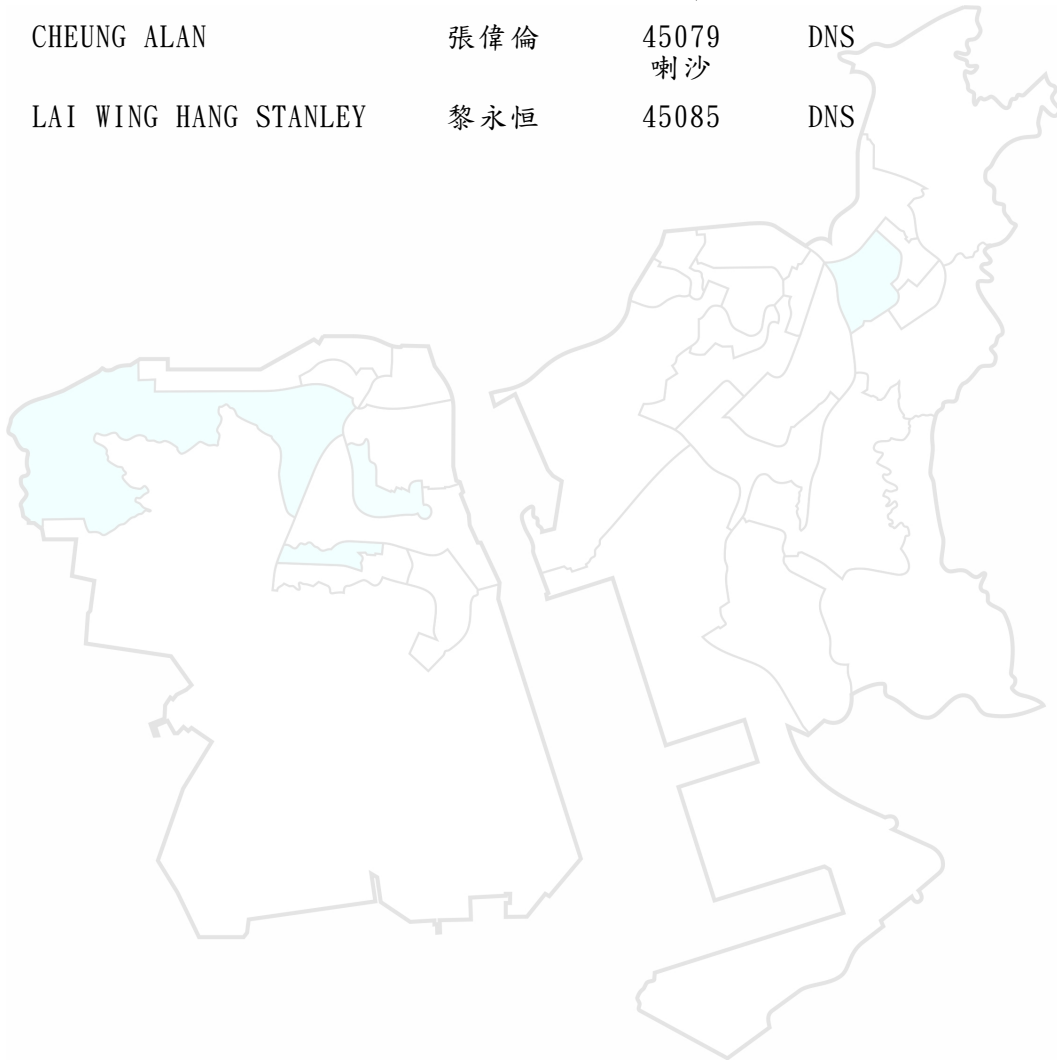 CHEUNG ALAN 張偉倫 45079 DNS
喇沙
LAI WING HANG STANLEY 黎永恒 45085 DNS